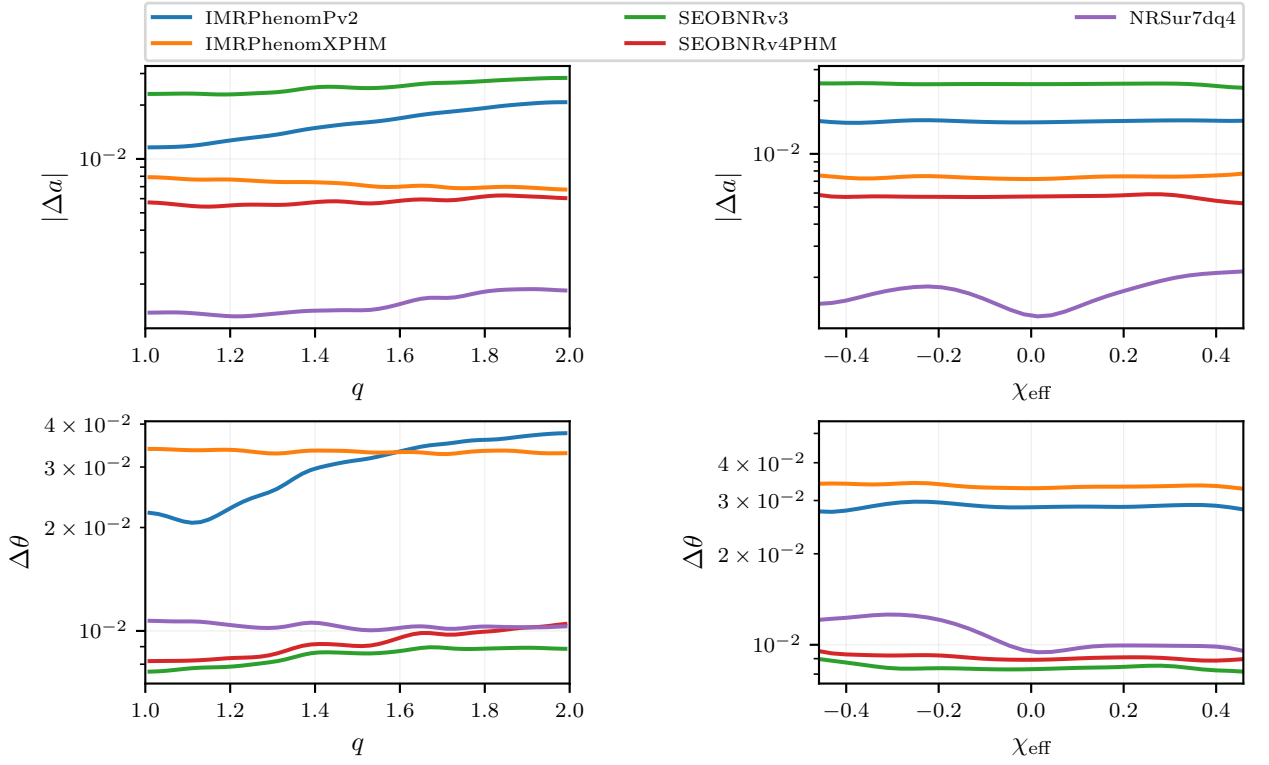 IMRPhenomPv2 SEOBNRv3 NRSur7dq4
IMRPhenomXPHM SEOBNRv4PHM
|Δa|
10⁻²
1.0 1.2 1.4 1.6 1.8 2.0
q
|Δa|
10⁻²
−0.4 −0.2 0.0 0.2 0.4
χeff
Δθ
4 × 10⁻²
3 × 10⁻²
2 × 10⁻²
10⁻²
1.0 1.2 1.4 1.6 1.8 2.0
q
Δθ
4 × 10⁻²
3 × 10⁻²
2 × 10⁻²
10⁻²
−0.4 −0.2 0.0 0.2 0.4
χeff